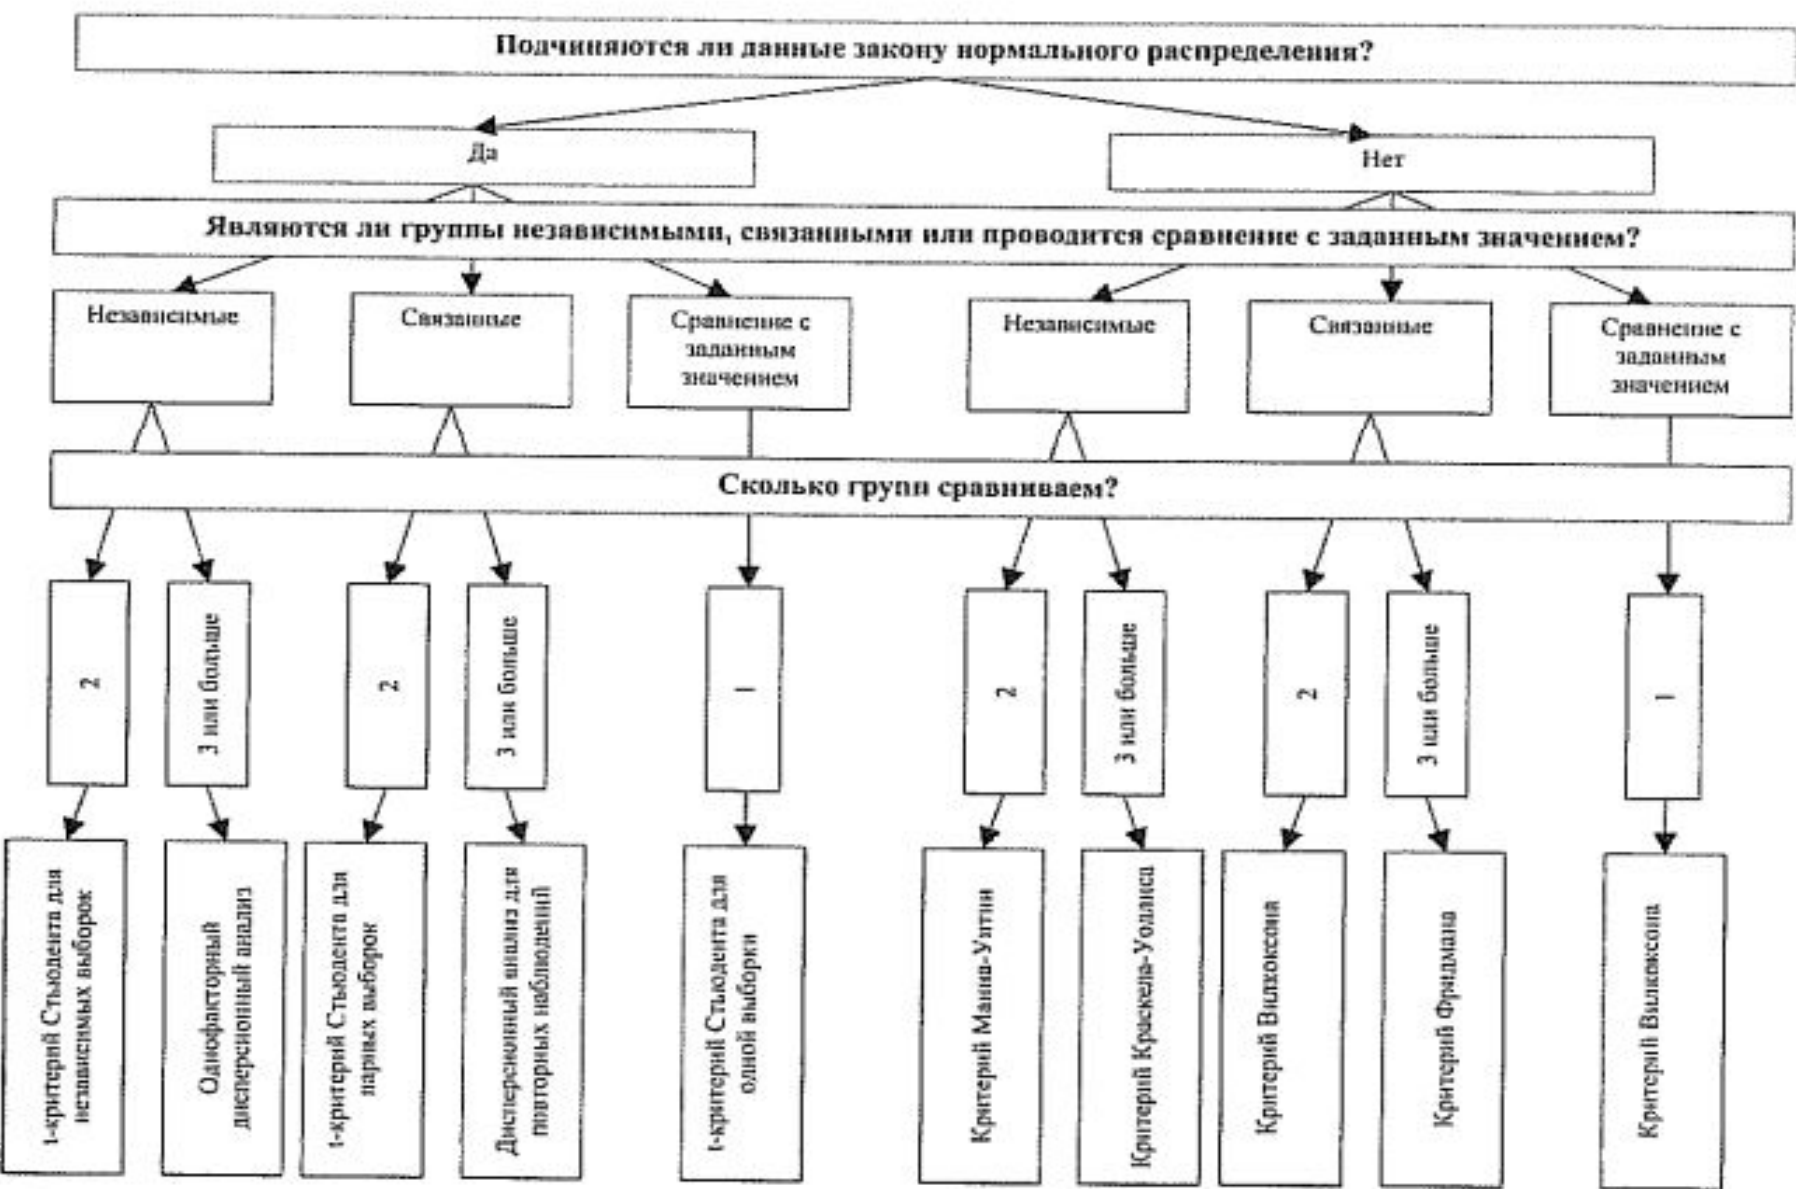 Подчиняются ли данные закону нормального распределения?
Да
Нет
Являются ли группы независимыми, связанными или проводится сравнение с заданным значением?
Независимые
Связанные
Сравнение с
заданным
значением
Независимые
Связанные
Сравнение с
заданным
значением
Сколько групп сравниваем?
2
3 или больше
2
3 или больше
1
2
3 или больше
2
3 или больше
1
t-критерий Стьюдента для
независимых выборок
Однофакторный
дисперсионный анализ
t-критерий Стьюдента для
парных выборок
Дисперсионный анализ для
повторных наблюдений
t-критерий Стьюдента для
одной выборки
Критерий Манна-Уитни
Критерий Краскела-Уоллиса
Критерий Вилкоксона
Критерий Фридмана
Критерий Вилкоксона